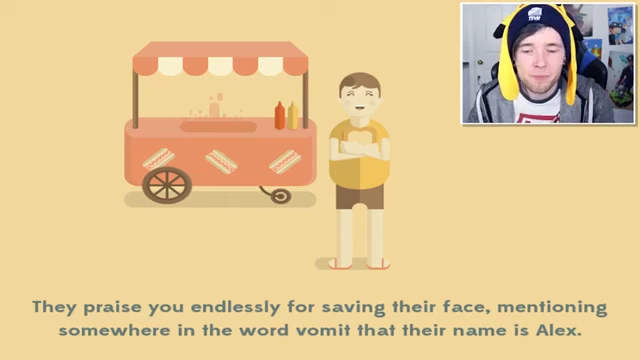 They praise you endlessly for saving their face, mentioning
somewhere in the word vomit that their name is Alex.